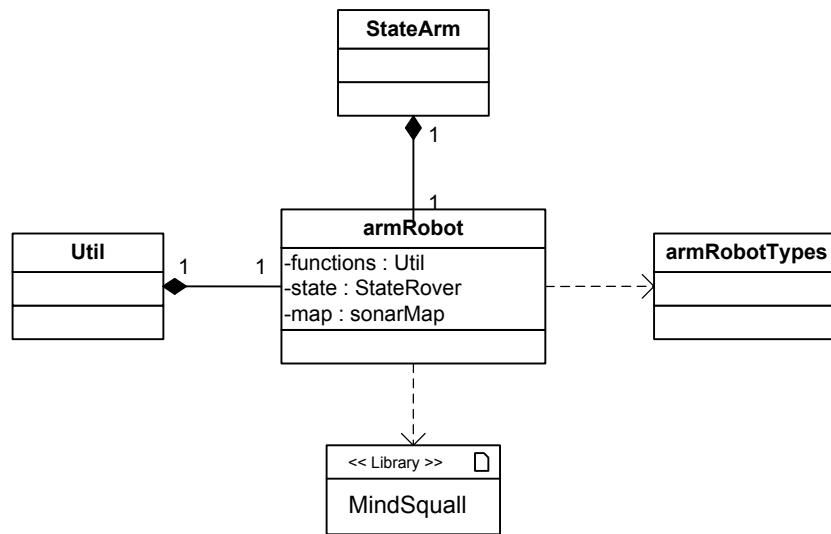 StateArm
1
1
armRobot
-functions : Util
-state : StateRover
-map : sonarMap
Util
1
1
armRobotTypes
<< Library >>
MindSquall